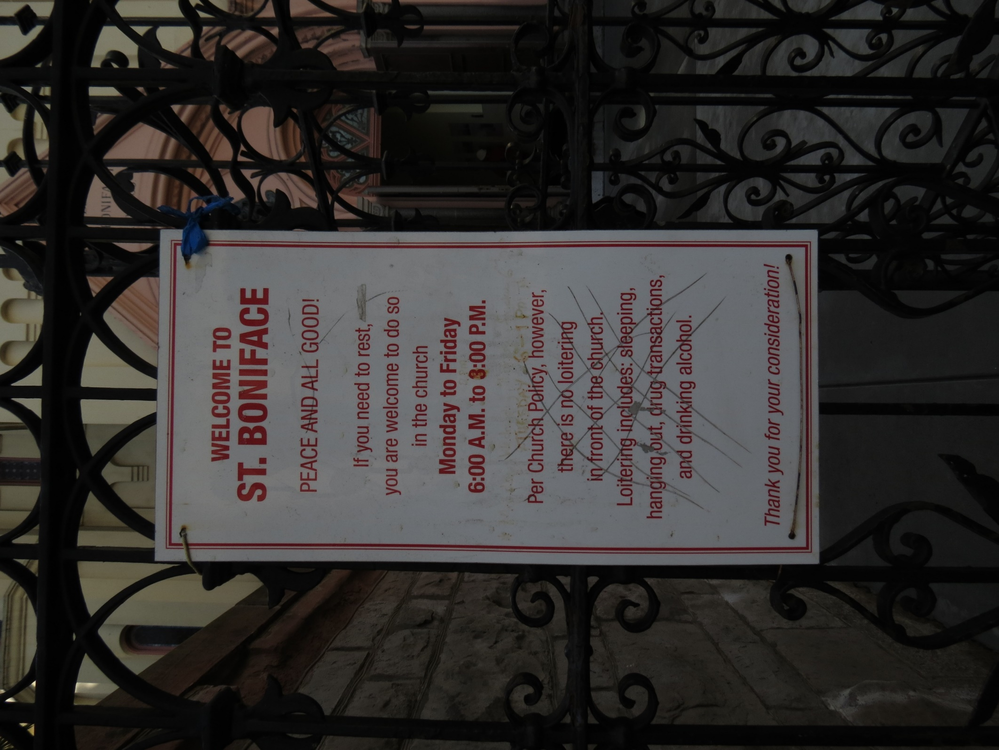 WELCOME TO
ST. BONIFACE
PEACE AND ALL GOOD!
If you need to rest,
you are welcome to do so
in the church
Monday to Friday
6:00 A.M. to 3:00 P.M.
Per Church Policy, however,
there is no loitering
in front of the church.
Loitering includes: sleeping,
hanging out, drug transactions,
and drinking alcohol.
Thank you for your consideration!